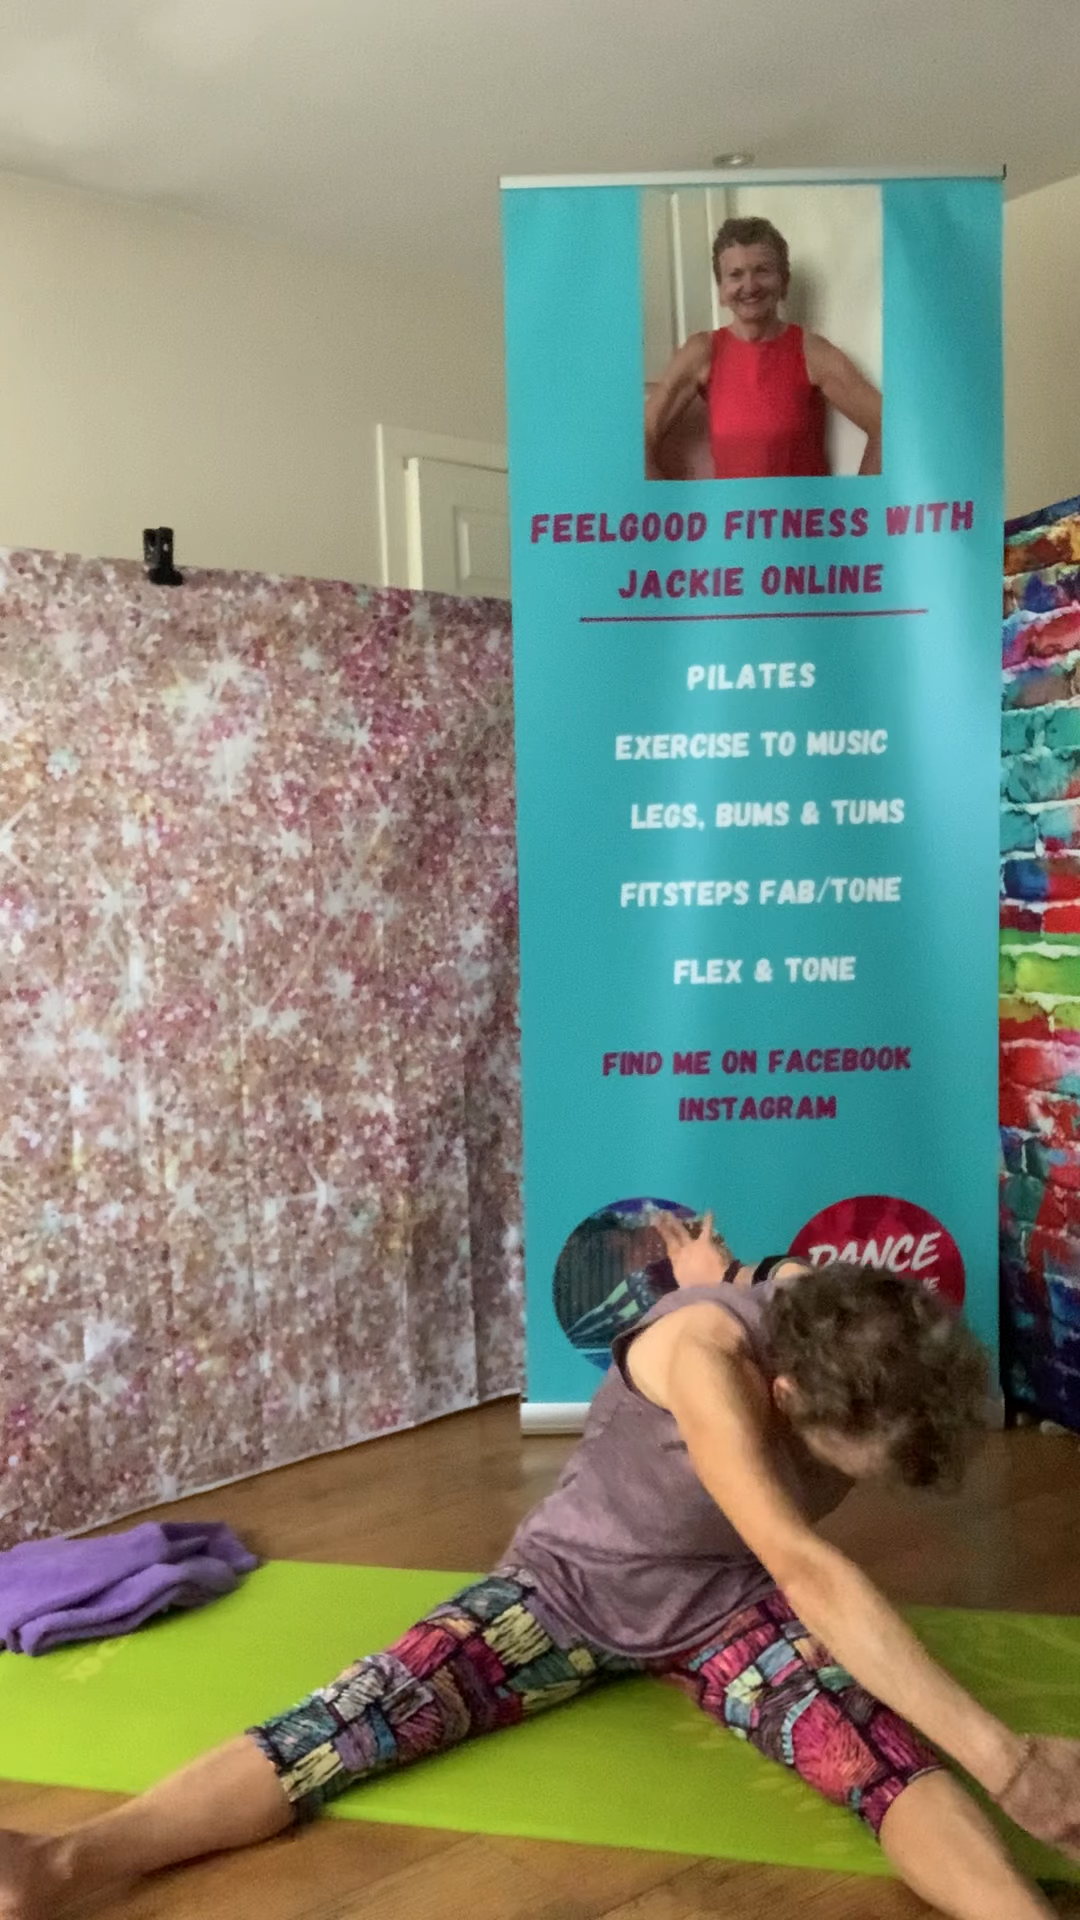 FEELGOOD FITNESS WITH
JACKIE ONLINE
PILATES
EXERCISE TO MUSIC
LEGS, BUMS & TUMS
FITSTEPS FAB/TONE
FLEX & TONE
FIND ME ON FACEBOOK
INSTAGRAM
DANCE